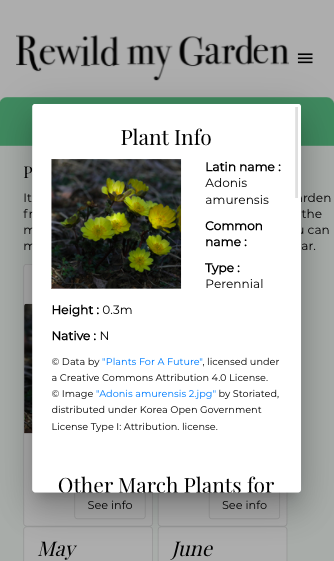 Rewild my Garden
Plant Info
Latin name :
Adonis
amurensis
Common
name :
Type :
Perennial
Height : 0.3m
Native : N
© Data by "Plants For A Future", licensed under
a Creative Commons Attribution 4.0 License.
© Image "Adonis amurensis 2.jpg" by Storiated,
distributed under Korea Open Government
License Type I: Attribution. license.
Other March Plants for
See info
See info
May
June